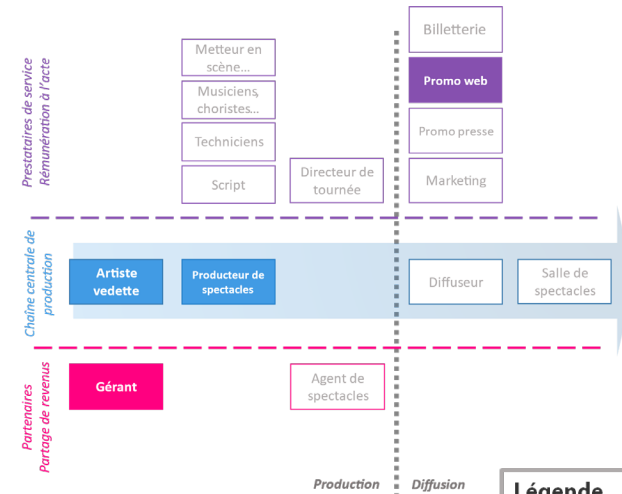 Prestataires de service
Rémunération à l'acte
Metteur en
scène...
Musiciens,
choristes...
Techniciens
Script
Directeur de
tournée
Billetterie
Promo web
Promo presse
Marketing
Chaîne centrale de
production
Artiste
vedette
Producteur de
spectacles
Diffuseur
Salle de
spectacles
Partenaires
Partage de revenus
Gérant
Agent de
spectacles
Production
Diffusion
Légende